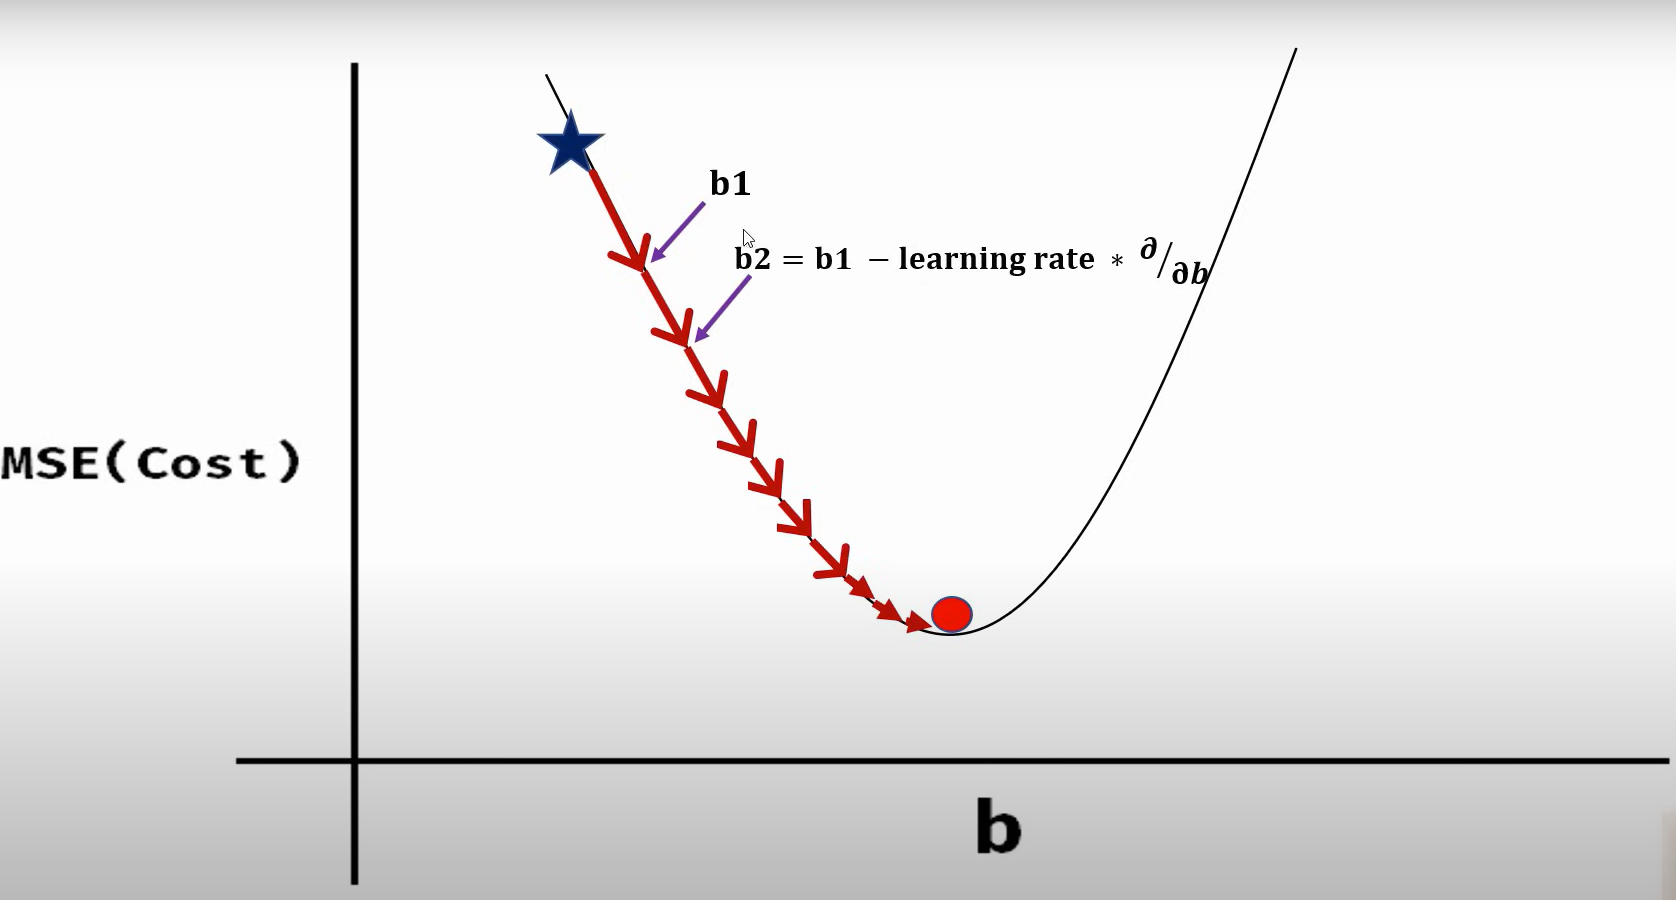 b1
b2 = b1 − learning rate * ∂/∂b
MSE(Cost)
b